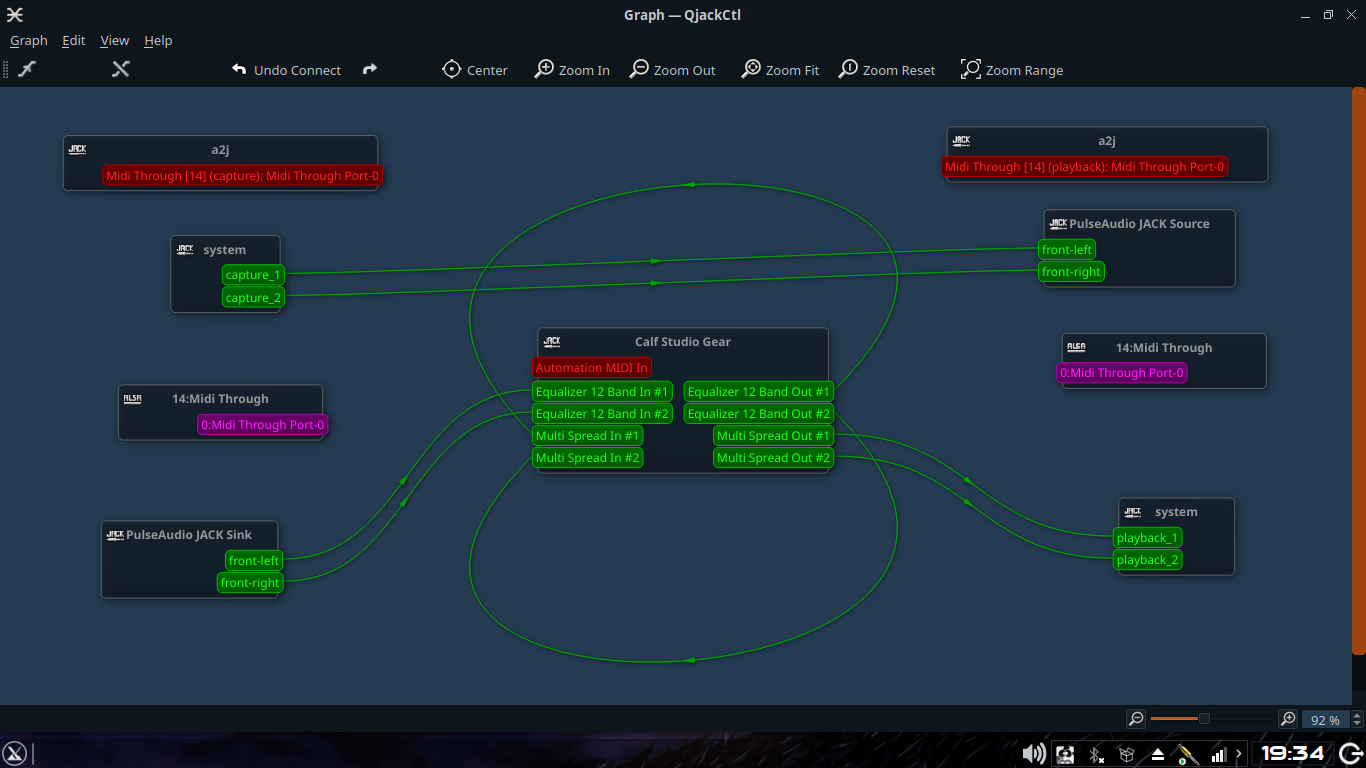 Graph — QjackCtl
Graph Edit View Help
Undo Connect Center Zoom In Zoom Out Zoom Fit Zoom Reset Zoom Range
JACK a2j
Midi Through [14] (capture): Midi Through Port-0
JACK a2j
Midi Through [14] (playback): Midi Through Port-0
JACK system
capture_1
capture_2
JACK PulseAudio JACK Source
front-left
front-right
JACK Calf Studio Gear
Automation MIDI In
Equalizer 12 Band In #1 Equalizer 12 Band Out #1
Equalizer 12 Band In #2 Equalizer 12 Band Out #2
Multi Spread In #1 Multi Spread Out #1
Multi Spread In #2 Multi Spread Out #2
ALSA 14:Midi Through
0:Midi Through Port-0
ALSA 14:Midi Through
0:Midi Through Port-0
JACK PulseAudio JACK Sink
front-left
front-right
JACK system
playback_1
playback_2
92 %
19:34